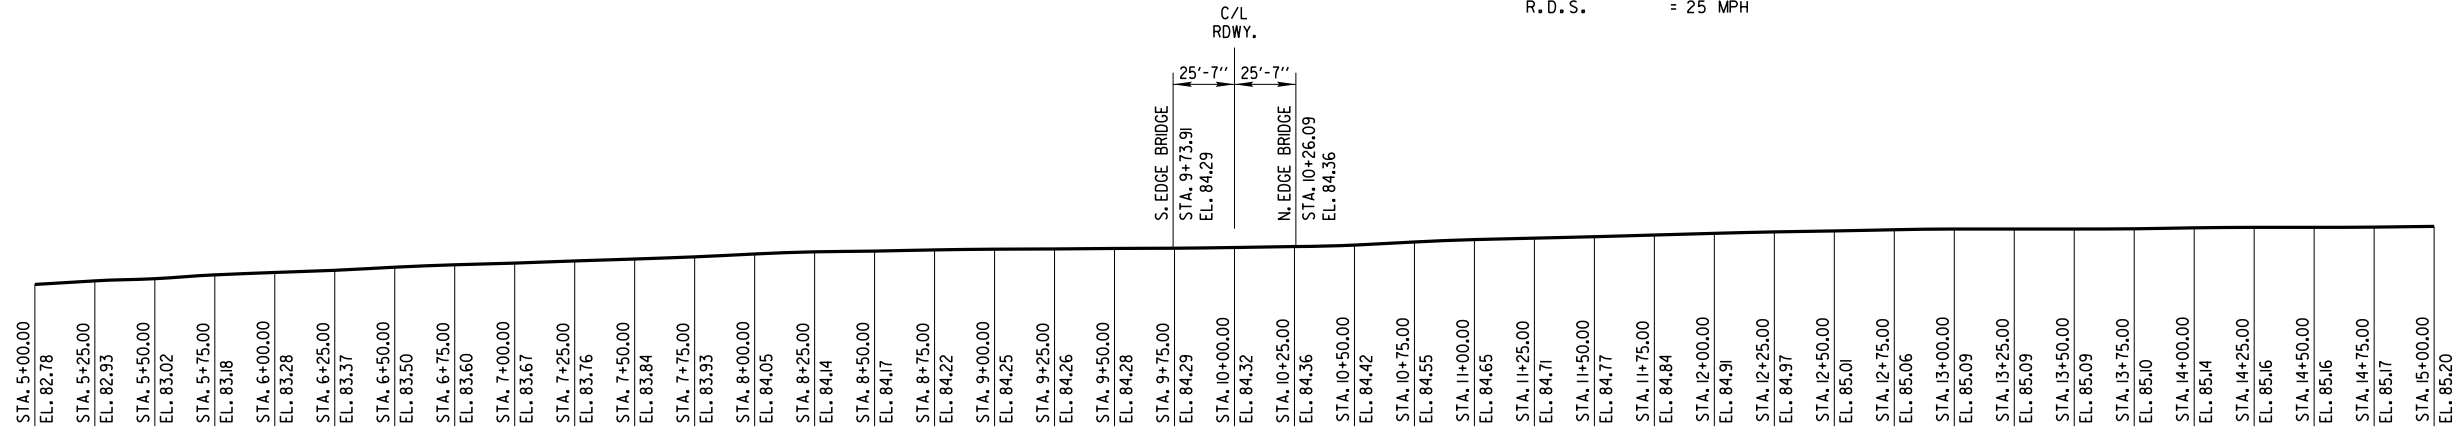 R.D.S. = 25 MPH
C/L
RDWY.
25'-7'' 25'-7''
S. EDGE BRIDGE
STA. 9+73.91
EL. 84.29
N. EDGE BRIDGE
STA. 10+26.09
EL. 84.36
STA. 5+00.00
EL. 82.78
STA. 5+25.00
EL. 82.93
STA. 5+50.00
EL. 83.02
STA. 5+75.00
EL. 83.18
STA. 6+00.00
EL. 83.28
STA. 6+25.00
EL. 83.37
STA. 6+50.00
EL. 83.50
STA. 6+75.00
EL. 83.60
STA. 7+00.00
EL. 83.67
STA. 7+25.00
EL. 83.76
STA. 7+50.00
EL. 83.84
STA. 7+75.00
EL. 83.93
STA. 8+00.00
EL. 84.05
STA. 8+25.00
EL. 84.14
STA. 8+50.00
EL. 84.17
STA. 8+75.00
EL. 84.22
STA. 9+00.00
EL. 84.25
STA. 9+25.00
EL. 84.26
STA. 9+50.00
EL. 84.28
STA. 9+75.00
EL. 84.29
STA. 10+00.00
EL. 84.32
STA. 10+25.00
EL. 84.36
STA. 10+50.00
EL. 84.42
STA. 10+75.00
EL. 84.55
STA. 11+00.00
EL. 84.65
STA. 11+25.00
EL. 84.71
STA. 11+50.00
EL. 84.77
STA. 11+75.00
EL. 84.84
STA. 12+00.00
EL. 84.91
STA. 12+25.00
EL. 84.97
STA. 12+50.00
EL. 85.01
STA. 12+75.00
EL. 85.06
STA. 13+00.00
EL. 85.09
STA. 13+25.00
EL. 85.09
STA. 13+50.00
EL. 85.09
STA. 13+75.00
EL. 85.10
STA. 14+00.00
EL. 85.14
STA. 14+25.00
EL. 85.16
STA. 14+50.00
EL. 85.16
STA. 14+75.00
EL. 85.17
STA. 15+00.00
EL. 85.20